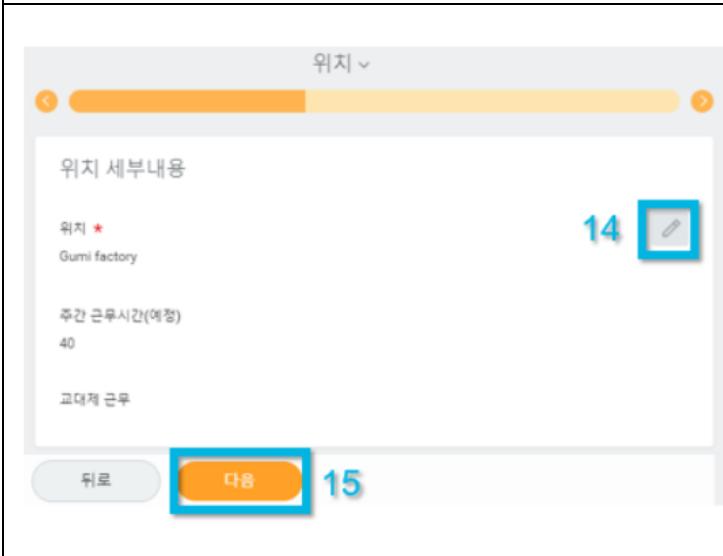 위치
위치 세부내용
위치 *
14
Gumi factory
주간 근무시간(예정)
40
교대제 근무
뒤로
다음
15